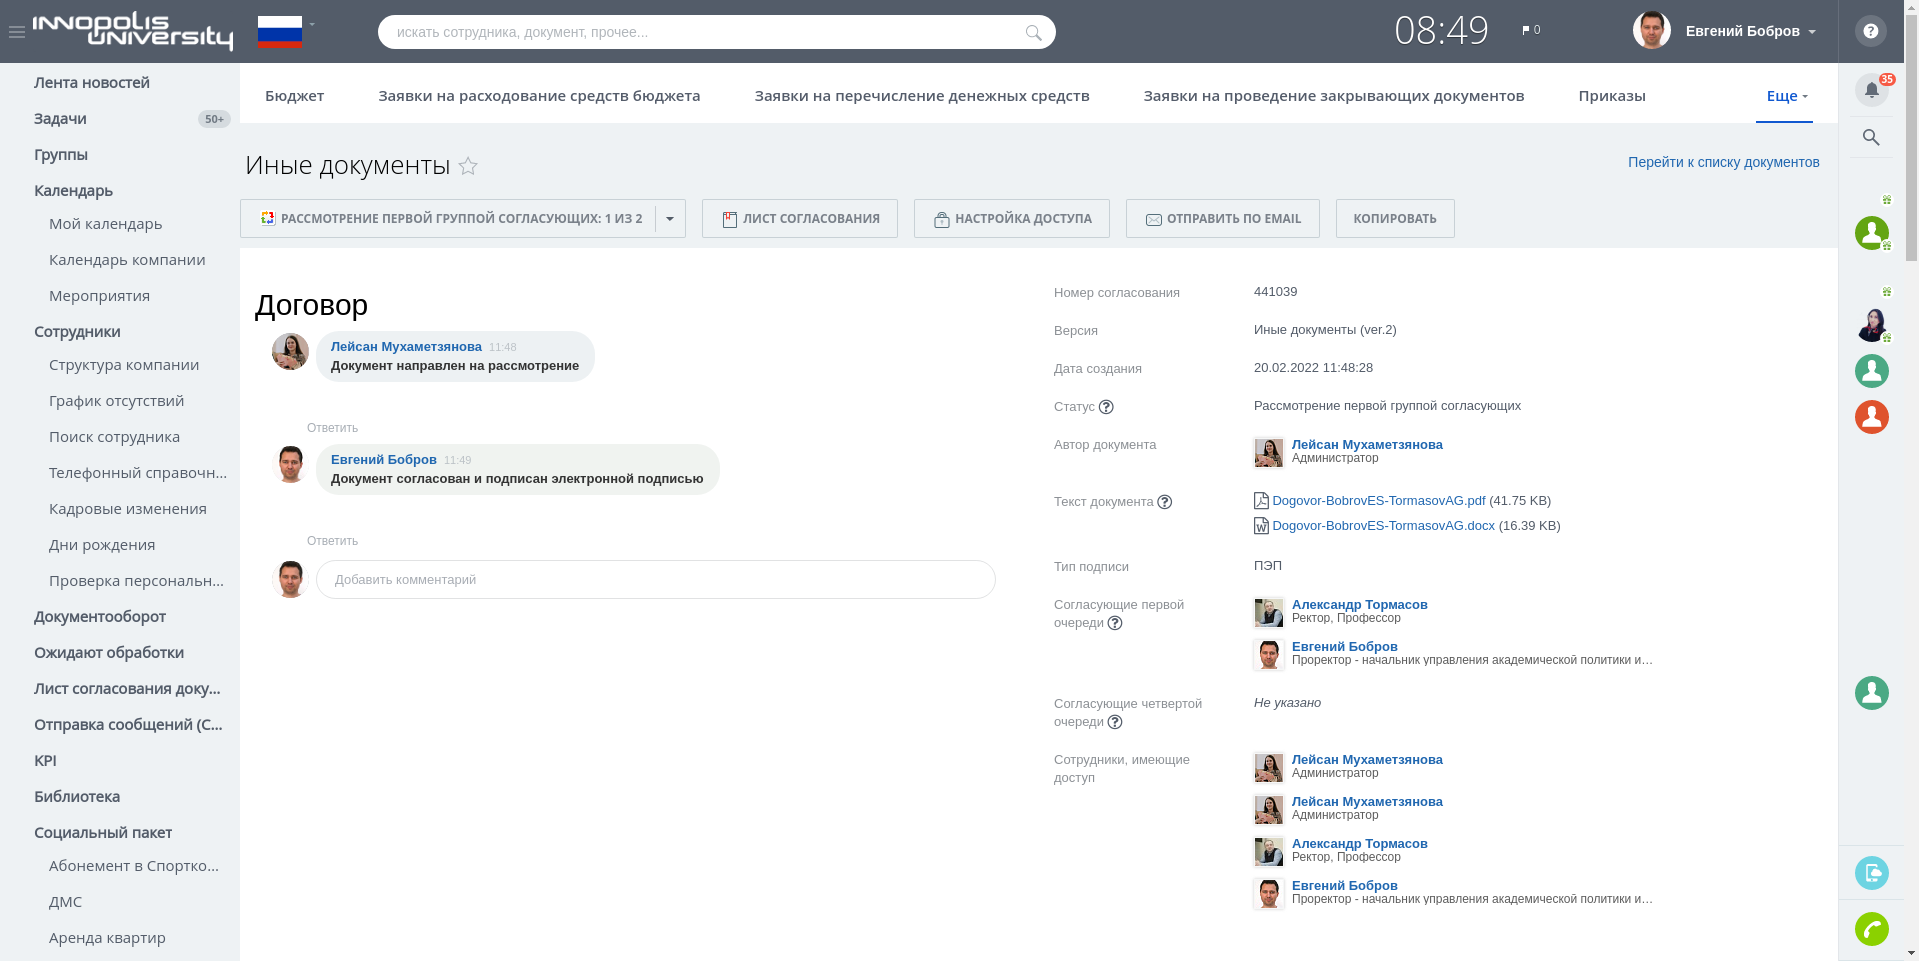 INNOPOLIS UNIVERSITY
искать сотрудника, документ, прочее...
08:49
0
Евгений Бобров
?
35
Лента новостей
Задачи 50+
Группы
Календарь
Мой календарь
Календарь компании
Мероприятия
Сотрудники
Структура компании
График отсутствий
Поиск сотрудника
Телефонный справочн...
Кадровые изменения
Дни рождения
Проверка персональн...
Документооборот
Ожидают обработки
Лист согласования доку...
Отправка сообщений (С...
KPI
Библиотека
Социальный пакет
Абонемент в Спортко...
ДМС
Аренда квартир
Бюджет Заявки на расходование средств бюджета Заявки на перечисление денежных средств Заявки на проведение закрывающих документов Приказы Еще
Иные документы
Перейти к списку документов
РАССМОТРЕНИЕ ПЕРВОЙ ГРУППОЙ СОГЛАСУЮЩИХ: 1 ИЗ 2 ЛИСТ СОГЛАСОВАНИЯ НАСТРОЙКА ДОСТУПА ОТПРАВИТЬ ПО EMAIL КОПИРОВАТЬ
Договор
Лейсан Мухаметзянова 11:48
Документ направлен на рассмотрение
Ответить
Евгений Бобров 11:49
Документ согласован и подписан электронной подписью
Ответить
Добавить комментарий
Номер согласования 441039
Версия Иные документы (ver.2)
Дата создания 20.02.2022 11:48:28
Статус ? Рассмотрение первой группой согласующих
Автор документа Лейсан Мухаметзянова
Администратор
Текст документа ? Dogovor-BobrovES-TormasovAG.pdf (41.75 KB)
Dogovor-BobrovES-TormasovAG.docx (16.39 KB)
Тип подписи ПЭП
Согласующие первой
очереди ?
Александр Тормасов
Ректор, Профессор
Евгений Бобров
Проректор - начальник управления академической политики и...
Согласующие четвертой
очереди ?
Не указано
Сотрудники, имеющие
доступ
Лейсан Мухаметзянова
Администратор
Лейсан Мухаметзянова
Администратор
Александр Тормасов
Ректор, Профессор
Евгений Бобров
Проректор - начальник управления академической политики и...